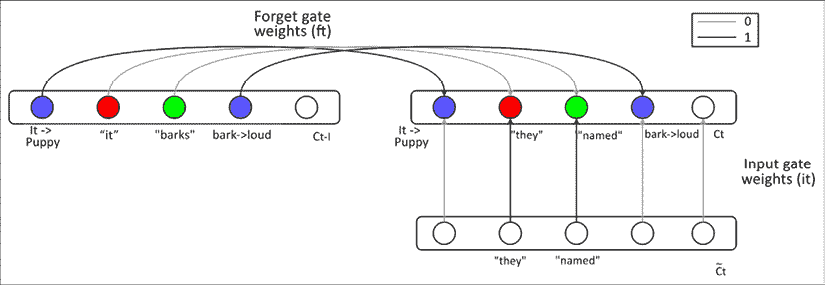 Forget gate
weights (ft)
0
1
It ->
Puppy
“it”
"barks"
bark->loud
Ct-I
It ->
Puppy
"they"
"named"
bark->loud
Ct
Input gate
weights (it)
"they"
"named"
~
Ct